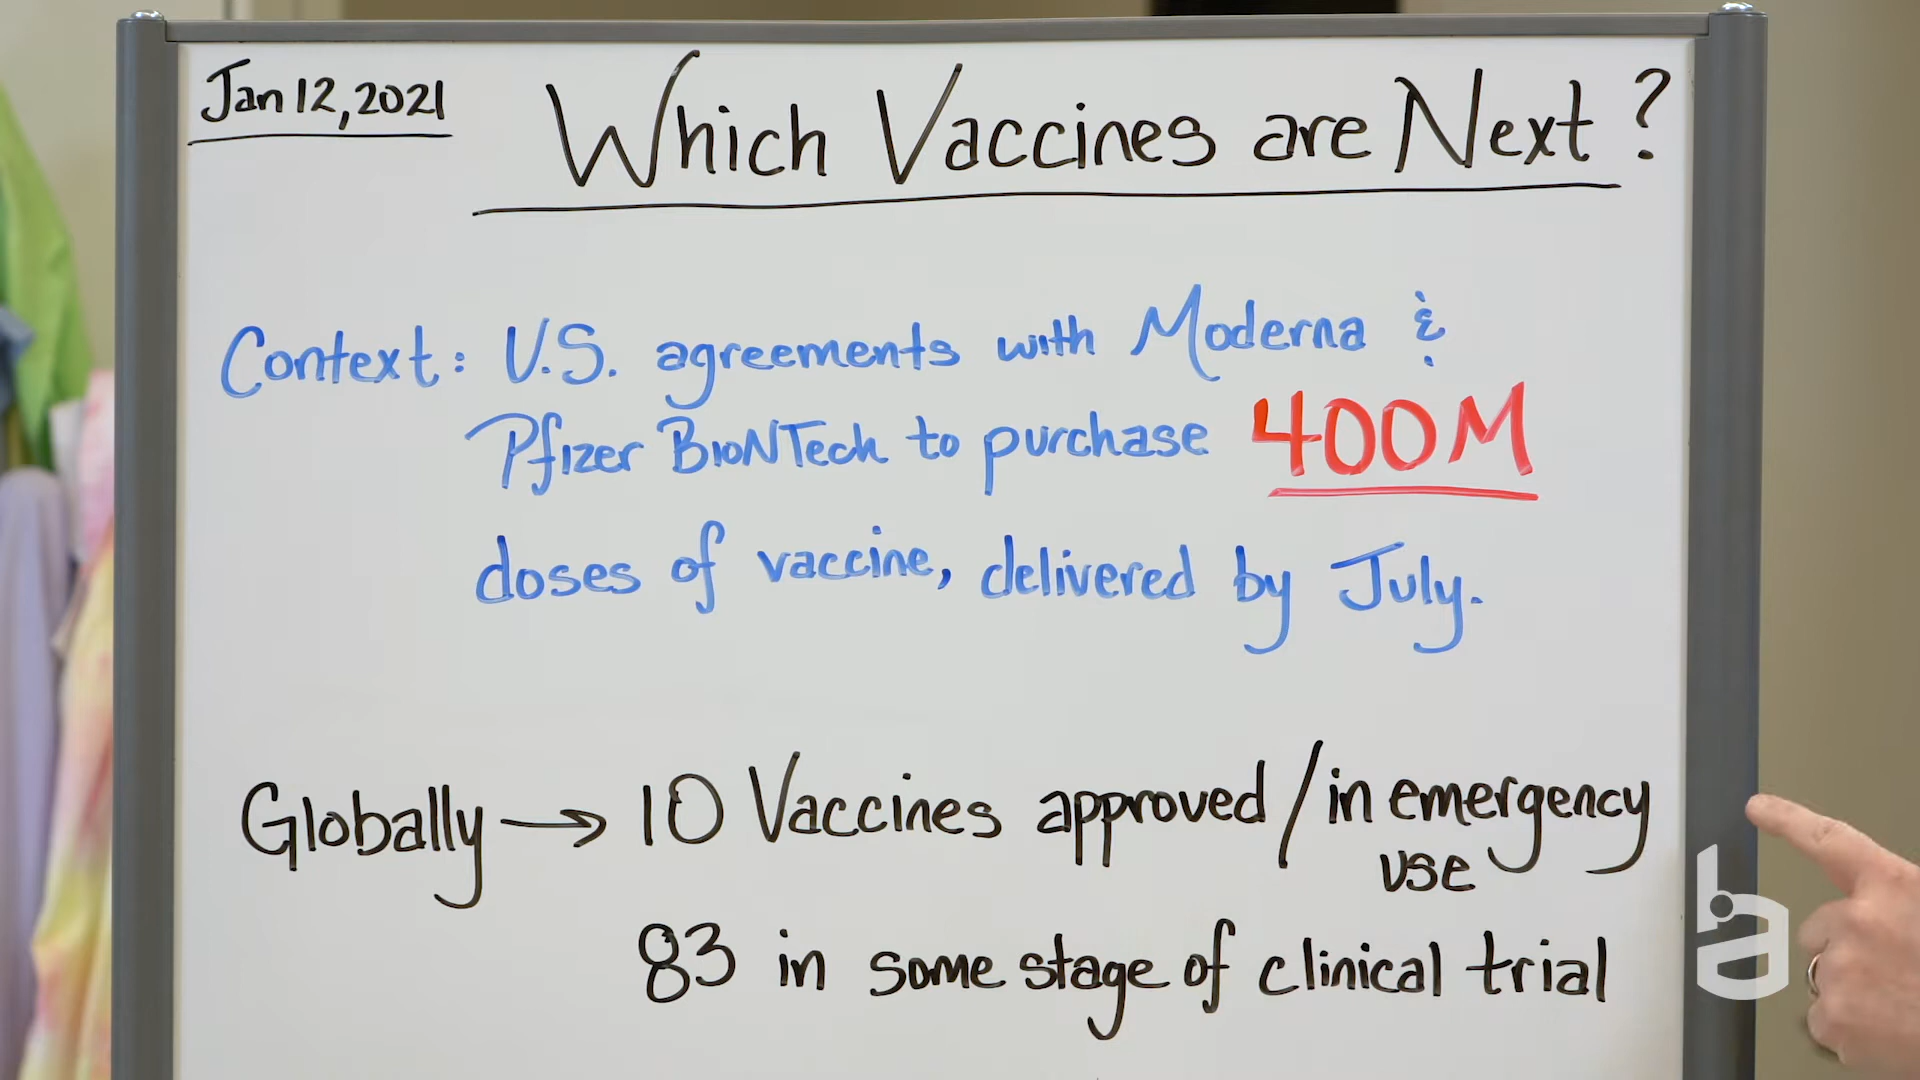 Jan 12, 2021
Which Vaccines are Next?
Context: U.S. agreements with Moderna &
Pfizer BioNTech to purchase 400M
doses of vaccine, delivered by July.
Globally → 10 Vaccines approved / in emergency
use
83 in some stage of clinical trial
ba